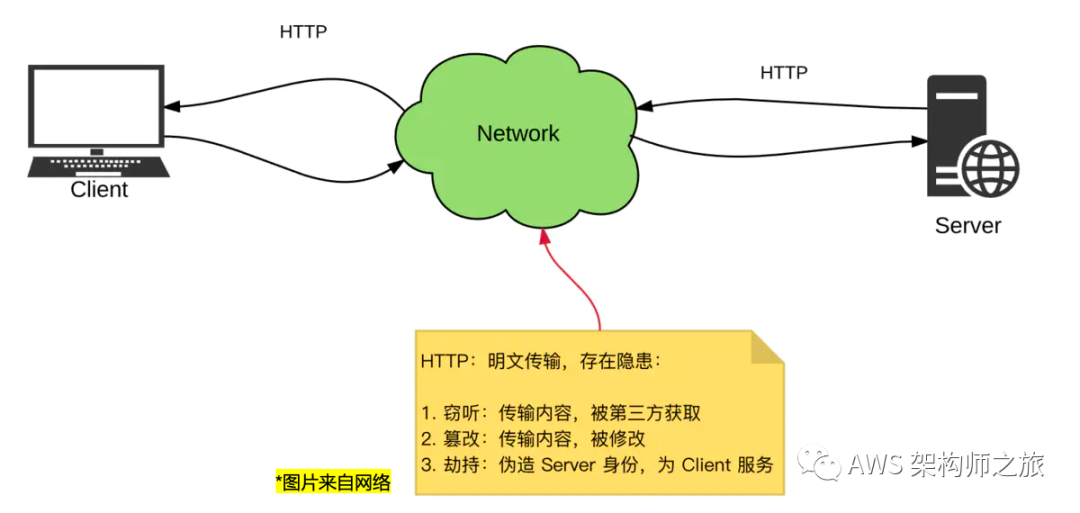 HTTP
HTTP
Network
Client
Server
HTTP：明文传输，存在隐患：
1. 窃听：传输内容，被第三方获取
2. 篡改：传输内容，被修改
3. 劫持：伪造 Server 身份，为 Client 服务
AWS 架构师之旅
*图片来自网络